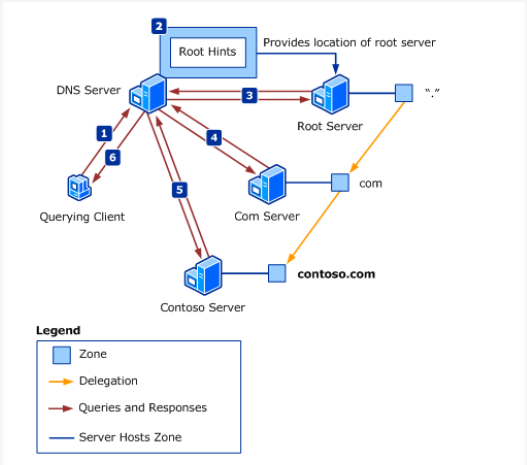 2
Root Hints
Provides location of root server
DNS Server
3
“.”
Root Server
1
4
6
5
com
Querying Client
Com Server
contoso.com
Contoso Server
Legend
Zone
Delegation
Queries and Responses
Server Hosts Zone